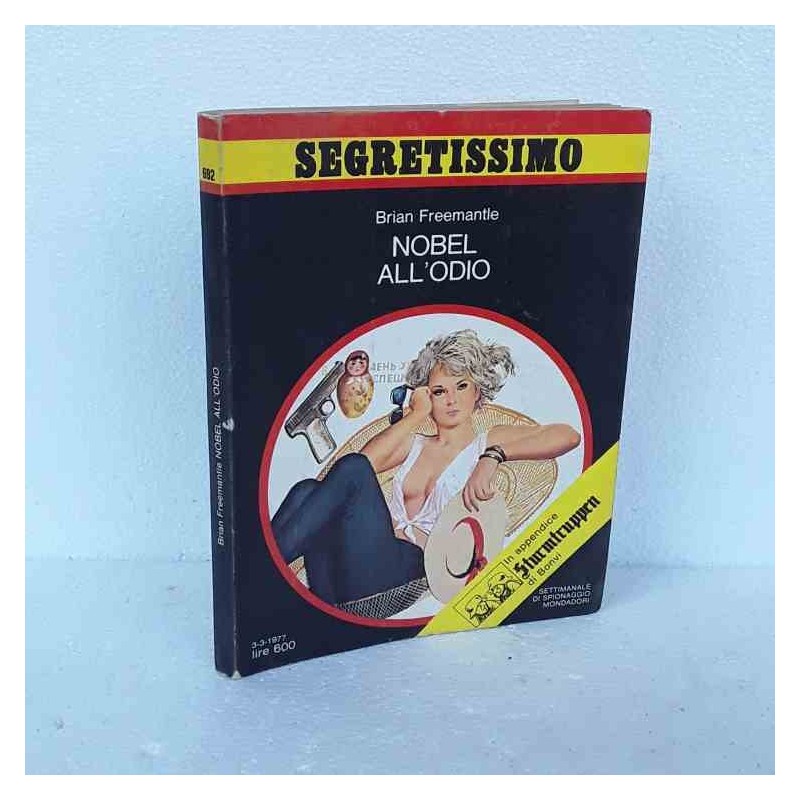 692
SEGRETISSIMO
Brian Freemantle
NOBEL
ALL'ODIO
ДЕНЬ
Brian Freemantle NOBEL ALL'ODIO
in appendice
Sturmtruppen
di Bonvi
SETTIMANALE
DI SPIONAGGIO
MONDADORI
3-3-1977
lire 600